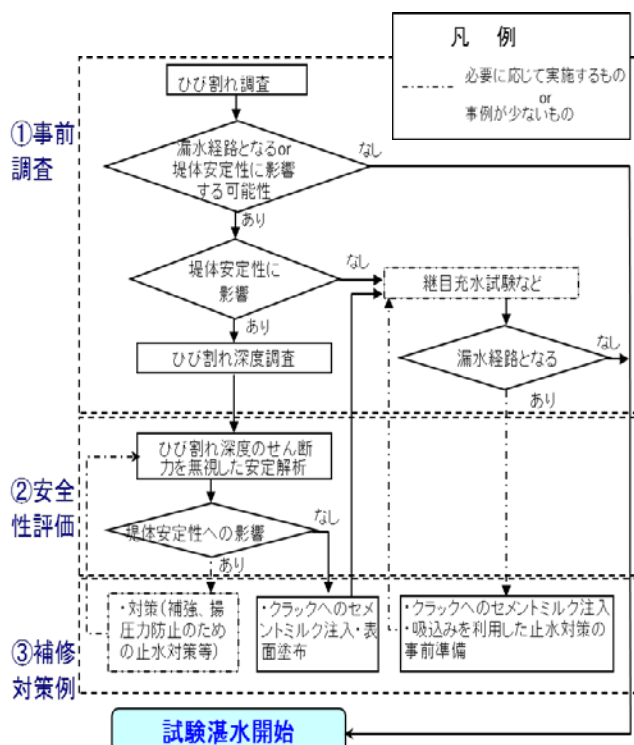 凡 例
必要に応じて実施するもの
or
事例が少ないもの
①事前
調査
ひび割れ調査
漏水経路となるor
堤体安定性に影響
する可能性
なし
あり
堤体安定性に
影響
なし
あり
継目充水試験など
ひび割れ深度調査
漏水経路となる
なし
あり
②安全
性評価
ひび割れ深度のせん断
力を無視した安定解析
堤体安定性への影響
なし
あり
③補修
対策例
・対策(補強、揚
圧力防止のため
の止水対策等)
・クラックへのセメ
ントミルク注入・表
面塗布
・クラックへのセメントミルク注入
・吸込みを利用した止水対策の
事前準備
試験湛水開始